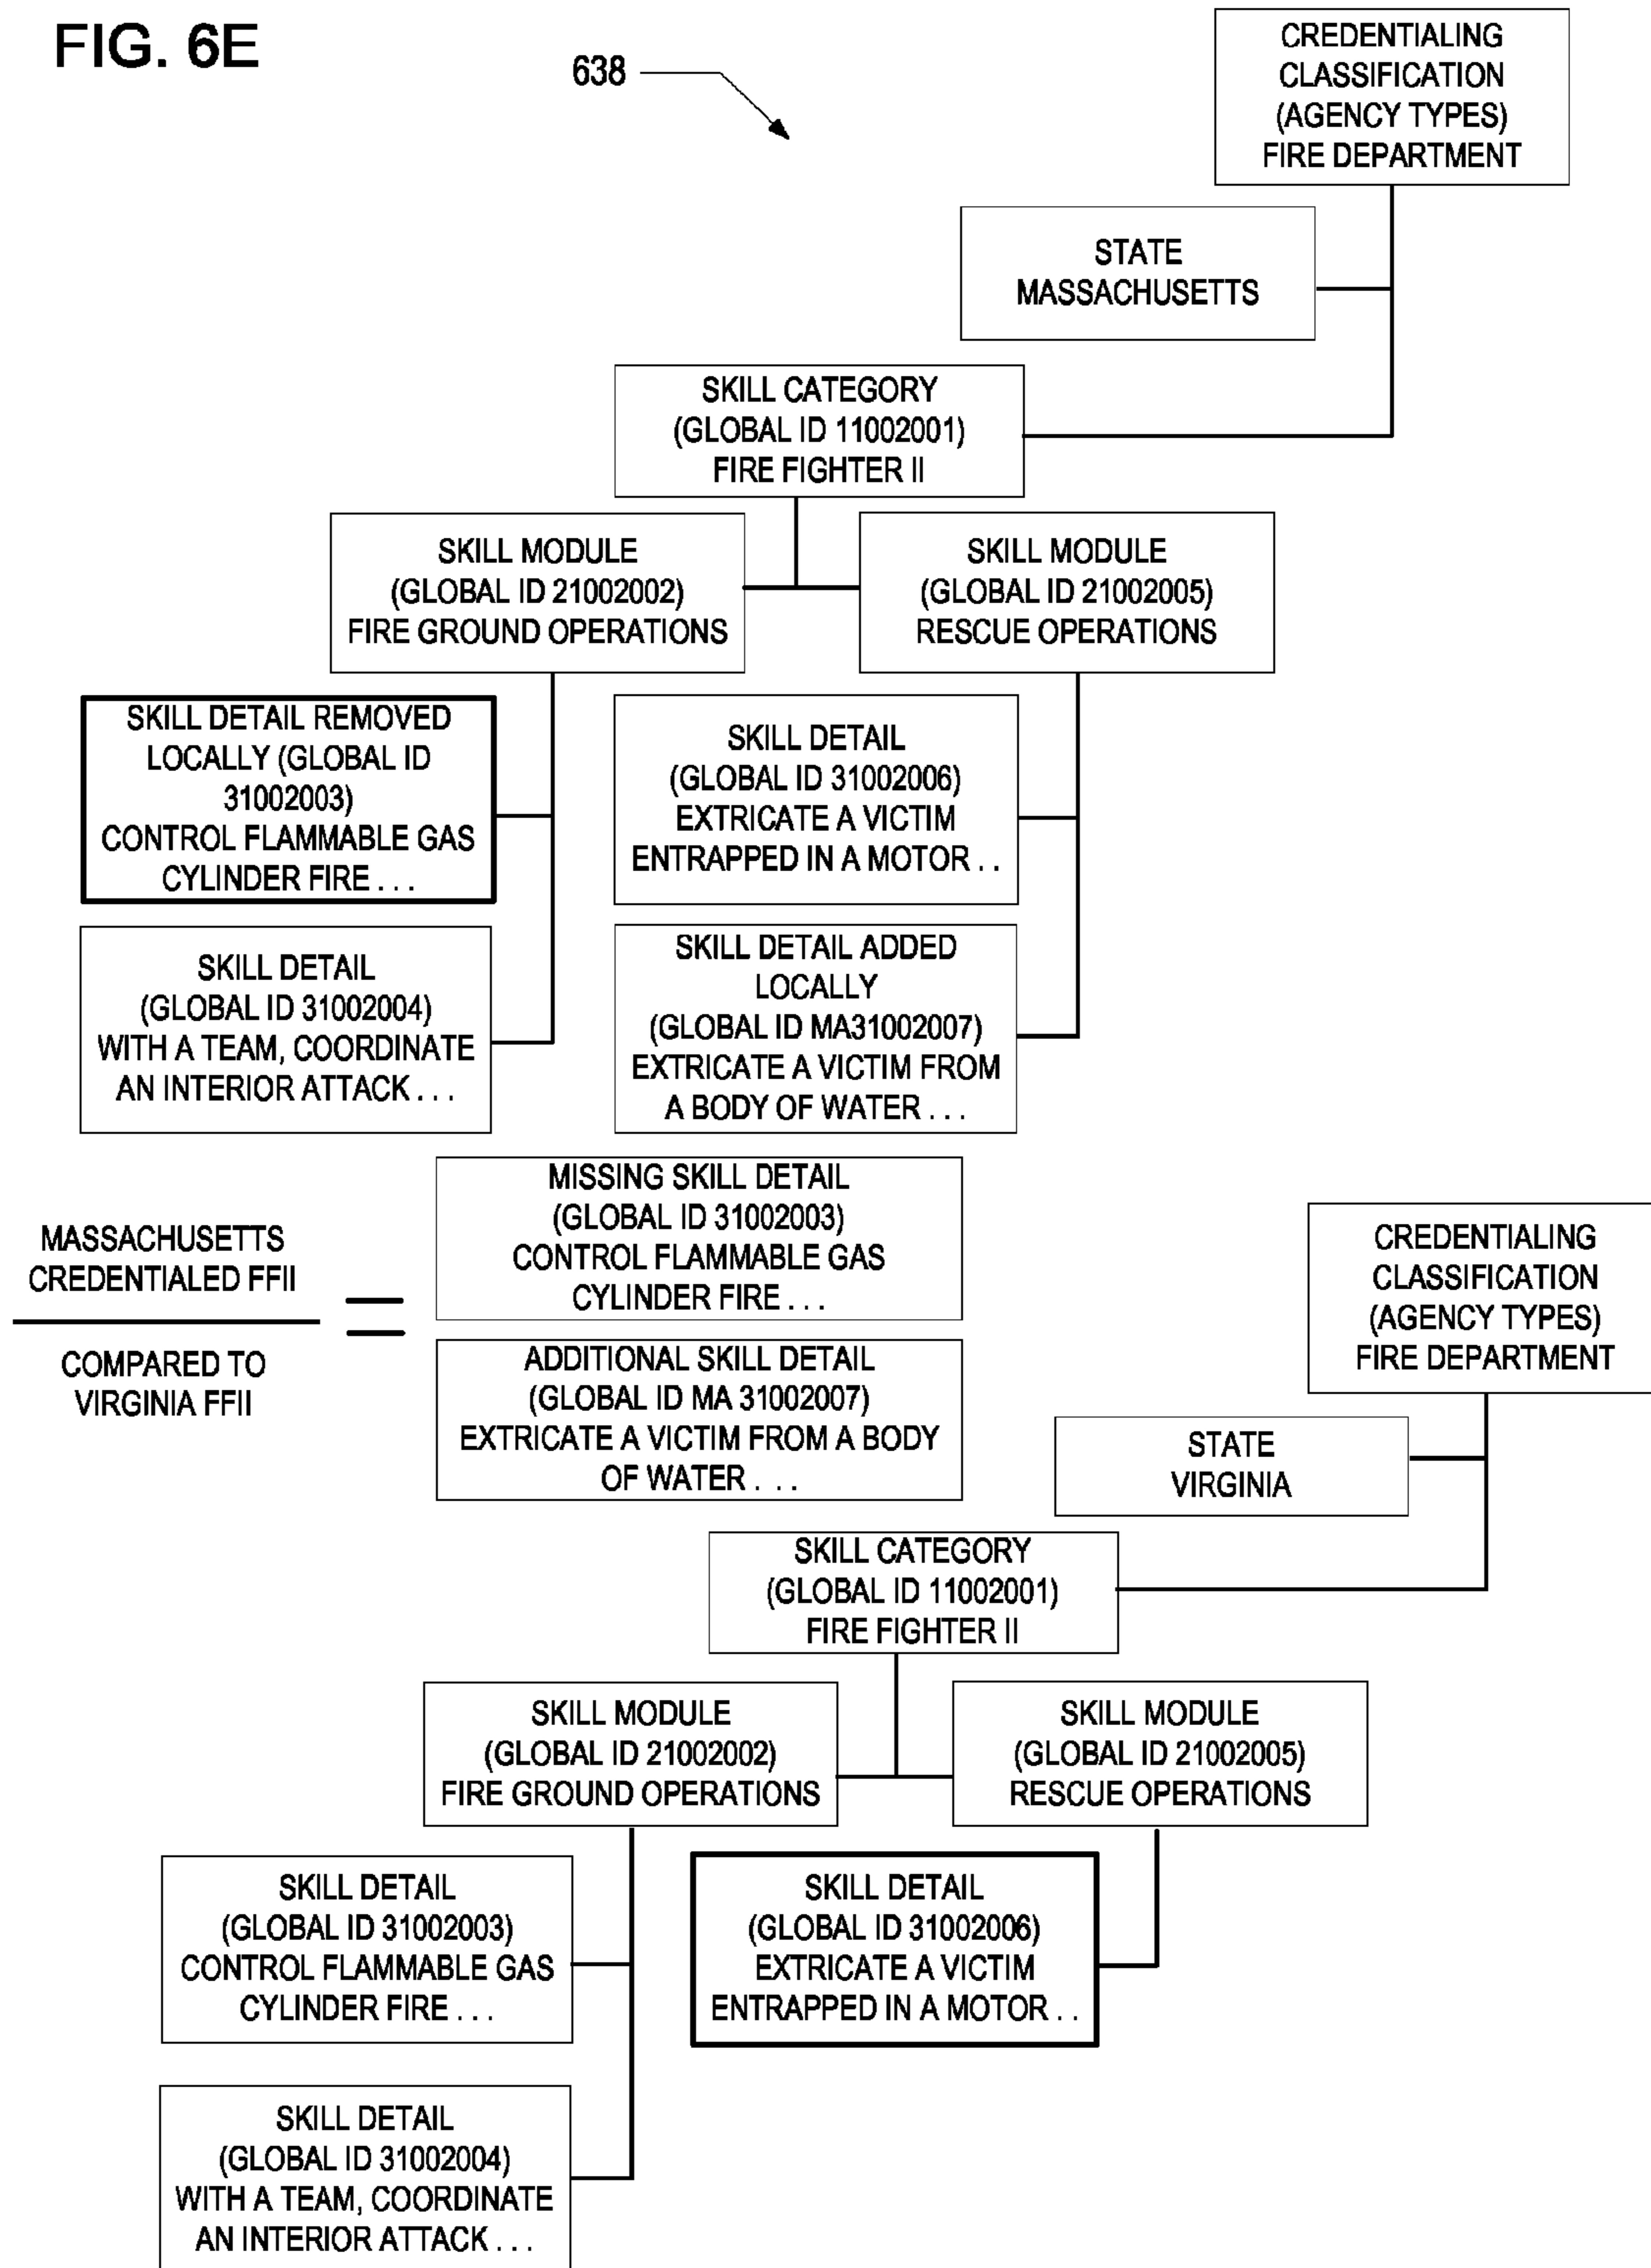 FIG. 6E
638
CREDENTIALING
CLASSIFICATION
(AGENCY TYPES)
FIRE DEPARTMENT
STATE
MASSACHUSETTS
SKILL CATEGORY
(GLOBAL ID 11002001)
FIRE FIGHTER II
SKILL MODULE
(GLOBAL ID 21002002)
FIRE GROUND OPERATIONS
SKILL MODULE
(GLOBAL ID 21002005)
RESCUE OPERATIONS
SKILL DETAIL REMOVED
LOCALLY (GLOBAL ID
31002003)
CONTROL FLAMMABLE GAS
CYLINDER FIRE . . .
SKILL DETAIL
(GLOBAL ID 31002006)
EXTRICATE A VICTIM
ENTRAPPED IN A MOTOR . .
SKILL DETAIL
(GLOBAL ID 31002004)
WITH A TEAM, COORDINATE
AN INTERIOR ATTACK . . .
SKILL DETAIL ADDED
LOCALLY
(GLOBAL ID MA31002007)
EXTRICATE A VICTIM FROM
A BODY OF WATER . . .
MASSACHUSETTS
CREDENTIALED FFII
COMPARED TO
VIRGINIA FFII
=
MISSING SKILL DETAIL
(GLOBAL ID 31002003)
CONTROL FLAMMABLE GAS
CYLINDER FIRE . . .
ADDITIONAL SKILL DETAIL
(GLOBAL ID MA 31002007)
EXTRICATE A VICTIM FROM A BODY
OF WATER . . .
CREDENTIALING
CLASSIFICATION
(AGENCY TYPES)
FIRE DEPARTMENT
STATE
VIRGINIA
SKILL CATEGORY
(GLOBAL ID 11002001)
FIRE FIGHTER II
SKILL MODULE
(GLOBAL ID 21002002)
FIRE GROUND OPERATIONS
SKILL MODULE
(GLOBAL ID 21002005)
RESCUE OPERATIONS
SKILL DETAIL
(GLOBAL ID 31002003)
CONTROL FLAMMABLE GAS
CYLINDER FIRE . . .
SKILL DETAIL
(GLOBAL ID 31002006)
EXTRICATE A VICTIM
ENTRAPPED IN A MOTOR . .
SKILL DETAIL
(GLOBAL ID 31002004)
WITH A TEAM, COORDINATE
AN INTERIOR ATTACK . . .